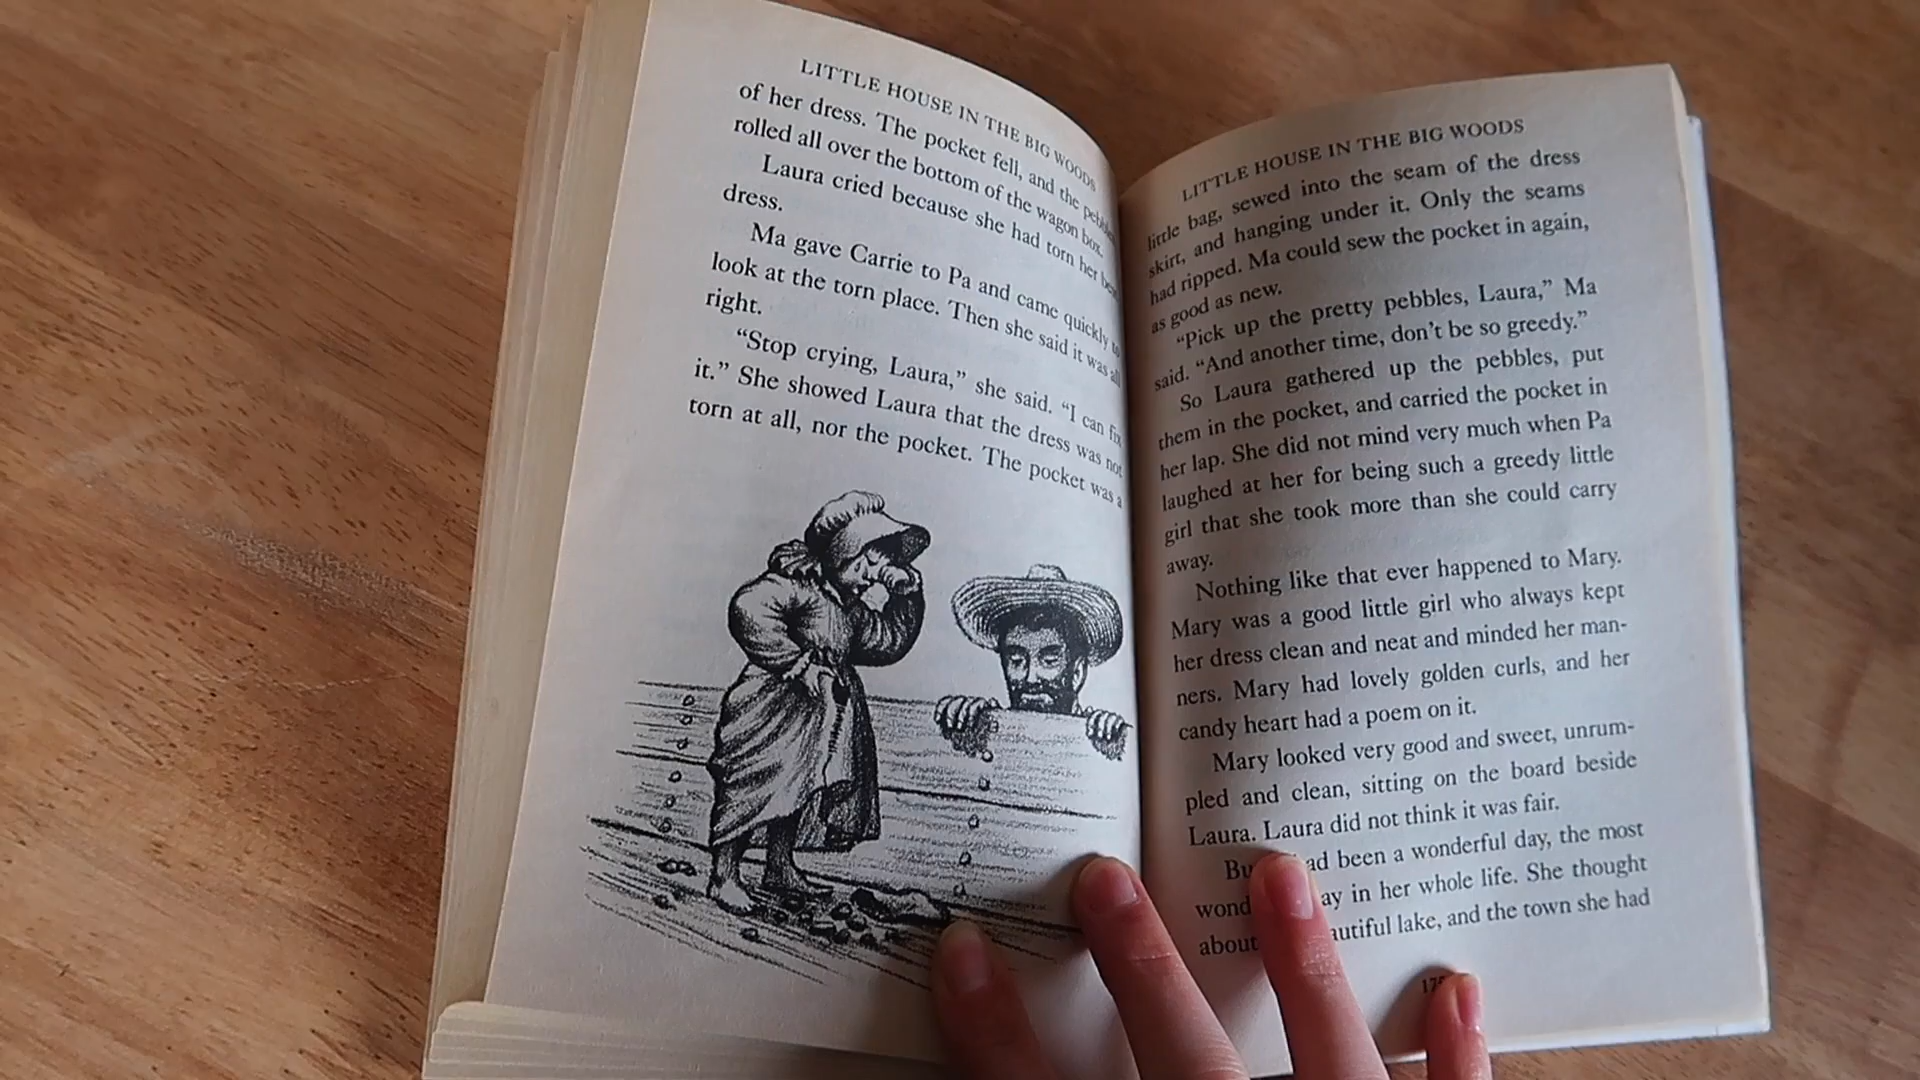 LITTLE HOUSE IN THE BIG WOODS
of her dress. The pocket fell, and the
rolled all over the bottom of the wagon box.
Laura cried because she had torn her
dress.
Ma gave Carrie to Pa and came quickly to
look at the torn place. Then she said it was all
right.
“Stop crying, Laura,” she said. “I can fix
it.” She showed Laura that the dress was not
torn at all, nor the pocket. The pocket was a
LITTLE HOUSE IN THE BIG WOODS
little bag, sewed into the seam of the dress
skirt, and hanging under it. Only the seams
had ripped. Ma could sew the pocket in again,
as good as new.
“Pick up the pretty pebbles, Laura,” Ma
said. “And another time, don’t be so greedy.”
So Laura gathered up the pebbles, put
them in the pocket, and carried the pocket in
her lap. She did not mind very much when Pa
laughed at her for being such a greedy little
girl that she took more than she could carry
away.
Nothing like that ever happened to Mary.
Mary was a good little girl who always kept
her dress clean and neat and minded her man-
ners. Mary had lovely golden curls, and her
candy heart had a poem on it.
Mary looked very good and sweet, unrum-
pled and clean, sitting on the board beside
Laura. Laura did not think it was fair.
been a wonderful day, the most
in her whole life. She thought
about lake, and the town she had